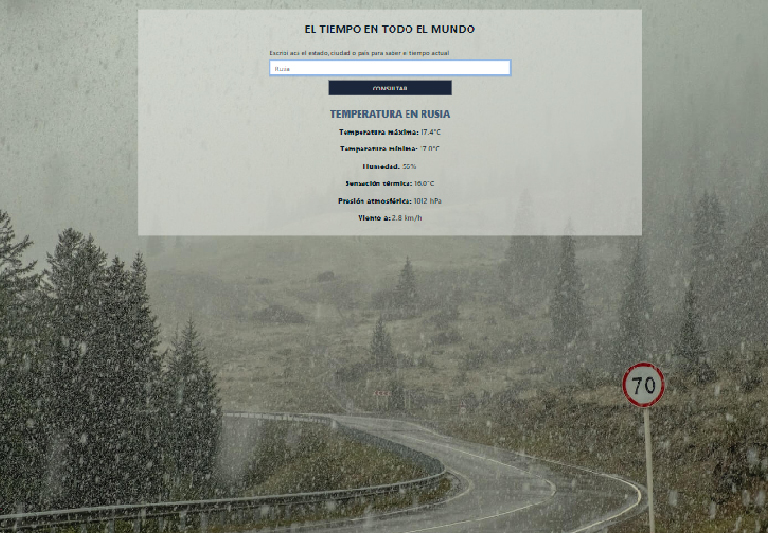 EL TIEMPO EN TODO EL MUNDO
Escribí acá el estado, ciudad o país para saber el tiempo actual
Rusia
CONSULTAR
TEMPERATURA EN RUSIA
Temperatura máxima: 17.4°C
Temperatura mínima: 17.0°C
Humedad: 55%
Sensación térmica: 16.0°C
Presión atmosférica: 1012 hPa
Viento a: 2.8 km/h
70